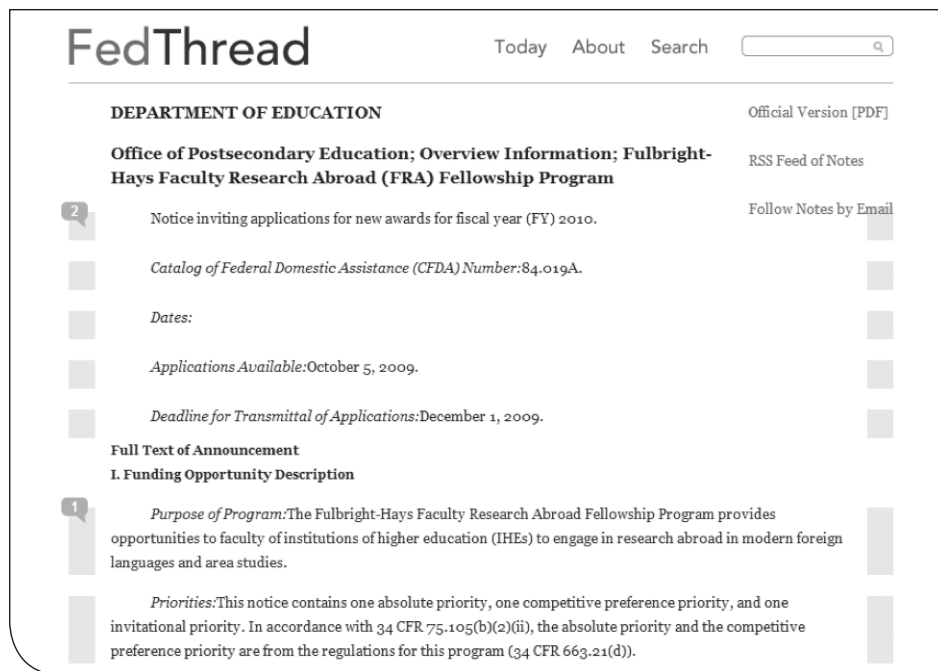 FedThread
Today About Search
DEPARTMENT OF EDUCATION
Official Version [PDF]
Office of Postsecondary Education; Overview Information; Fulbright-
Hays Faculty Research Abroad (FRA) Fellowship Program
RSS Feed of Notes
Follow Notes by Email
2
Notice inviting applications for new awards for fiscal year (FY) 2010.
Catalog of Federal Domestic Assistance (CFDA) Number:84.019A.
Dates:
Applications Available:October 5, 2009.
Deadline for Transmittal of Applications:December 1, 2009.
Full Text of Announcement
I. Funding Opportunity Description
1
Purpose of Program:The Fulbright-Hays Faculty Research Abroad Fellowship Program provides
opportunities to faculty of institutions of higher education (IHEs) to engage in research abroad in modern foreign
languages and area studies.
Priorities:This notice contains one absolute priority, one competitive preference priority, and one
invitational priority. In accordance with 34 CFR 75.105(b)(2)(ii), the absolute priority and the competitive
preference priority are from the regulations for this program (34 CFR 663.21(d)).